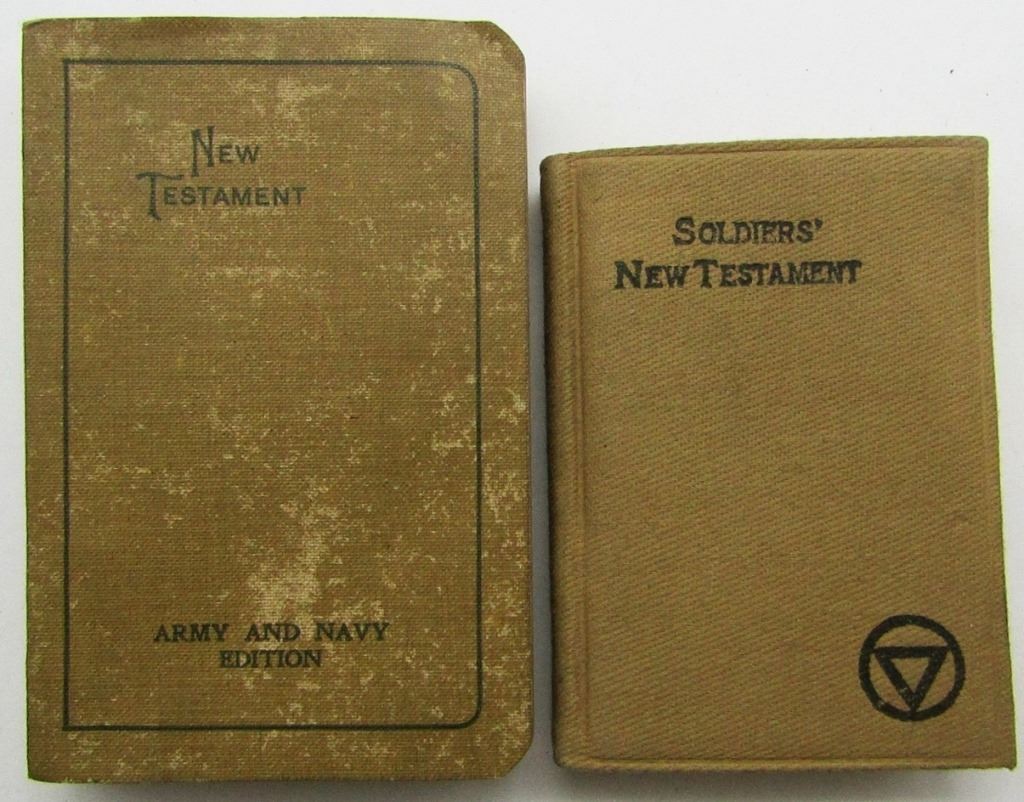 New
Testament
ARMY AND NAVY
EDITION
Soldiers'
New Testament